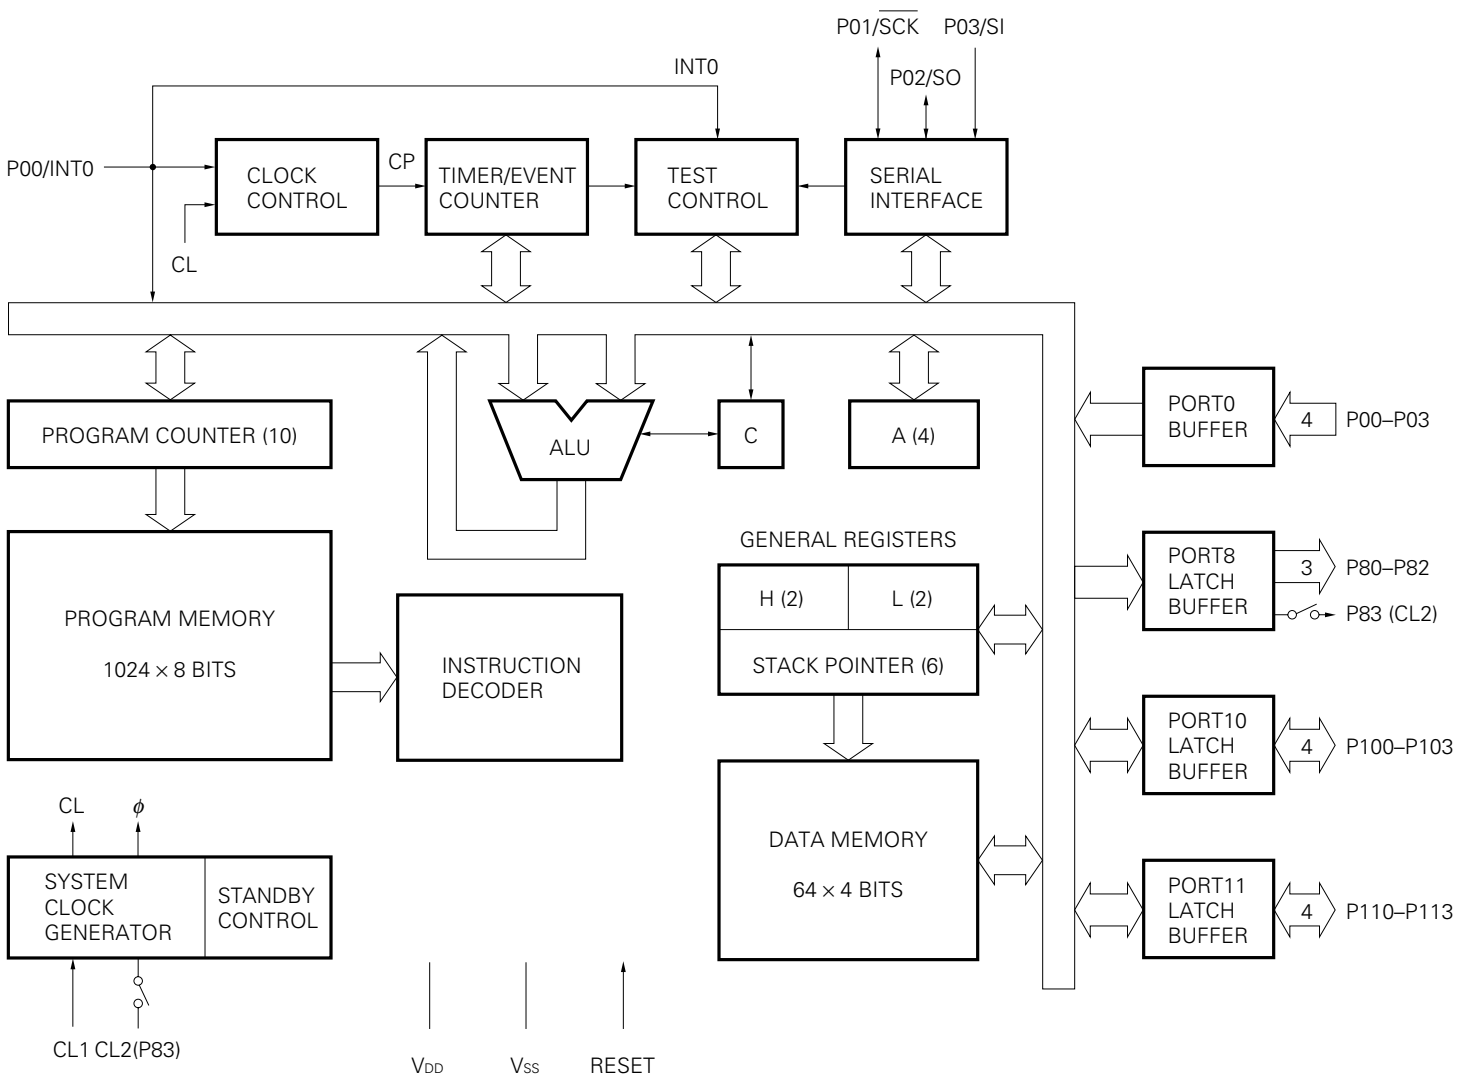 P01/SCK P03/SI
P02/SO
INT0
P00/INT0
CLOCK
CONTROL
CP
TIMER/EVENT
COUNTER
TEST
CONTROL
SERIAL
INTERFACE
CL
PROGRAM COUNTER (10)
ALU
C
A (4)
PORT0
BUFFER
4
P00–P03
PROGRAM MEMORY
1024 × 8 BITS
INSTRUCTION
DECODER
GENERAL REGISTERS
H (2)
L (2)
STACK POINTER (6)
PORT8
LATCH
BUFFER
3
P80–P82
P83 (CL2)
PORT10
LATCH
BUFFER
4
P100–P103
DATA MEMORY
64 × 4 BITS
PORT11
LATCH
BUFFER
4
P110–P113
CL
ϕ
SYSTEM
CLOCK
GENERATOR
STANDBY
CONTROL
CL1 CL2(P83)
VDD
VSS
RESET